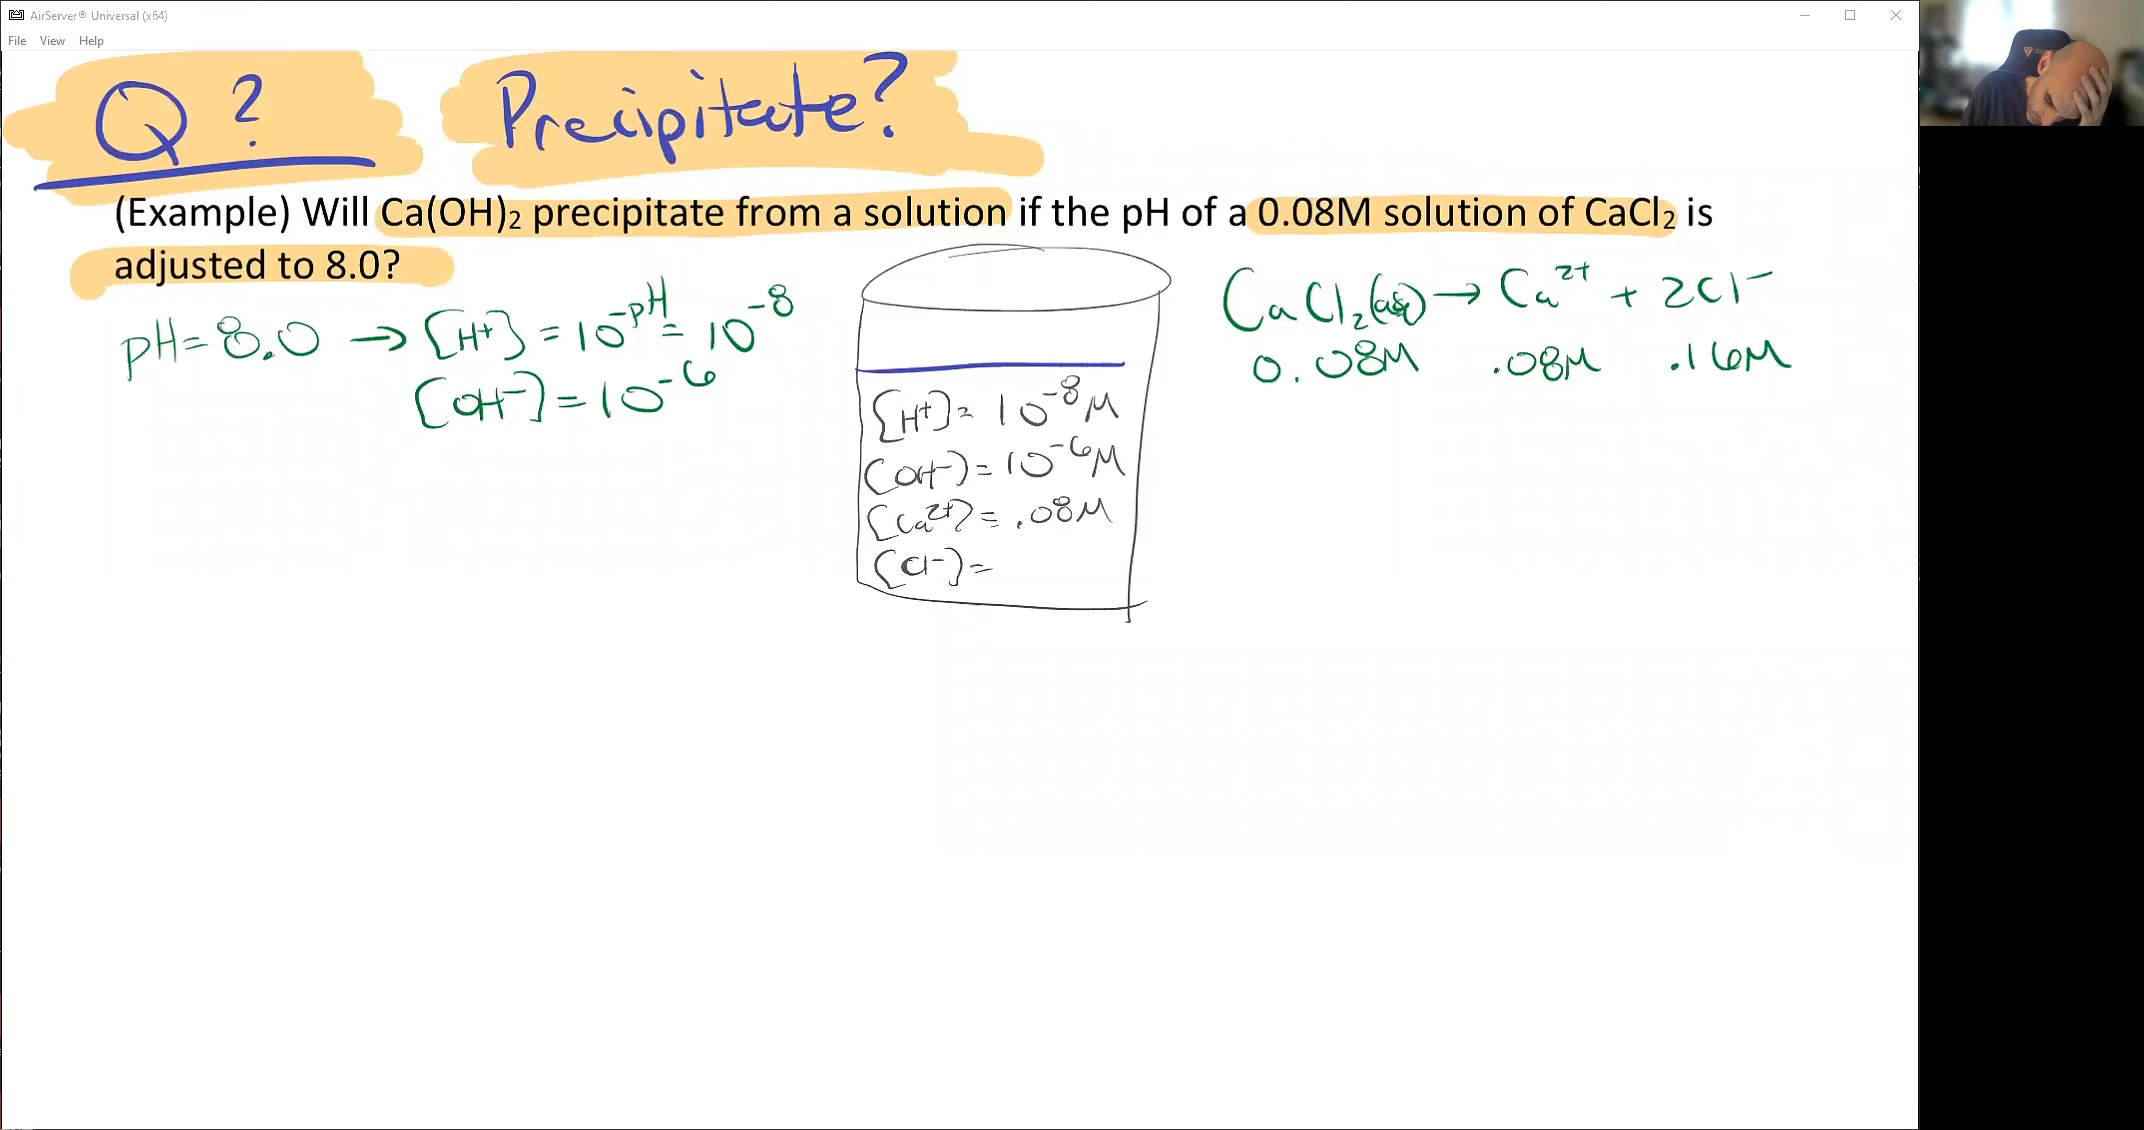 AirServer® Universal (x64)
File View Help
Q ? Precipitate?
(Example) Will Ca(OH)₂ precipitate from a solution if the pH of a 0.08M solution of CaCl₂ is
adjusted to 8.0?
pH = 8.0 → [H⁺] = 10^-pH = 10^-8
[OH⁻] = 10^-6
[H⁺] = 10^-8 M
[OH⁻) = 10^-6 M
[Ca²⁺] = .08M
[Cl⁻] =
CaCl₂(aq) → Ca²⁺ + 2Cl⁻
0.08M .08M .16M